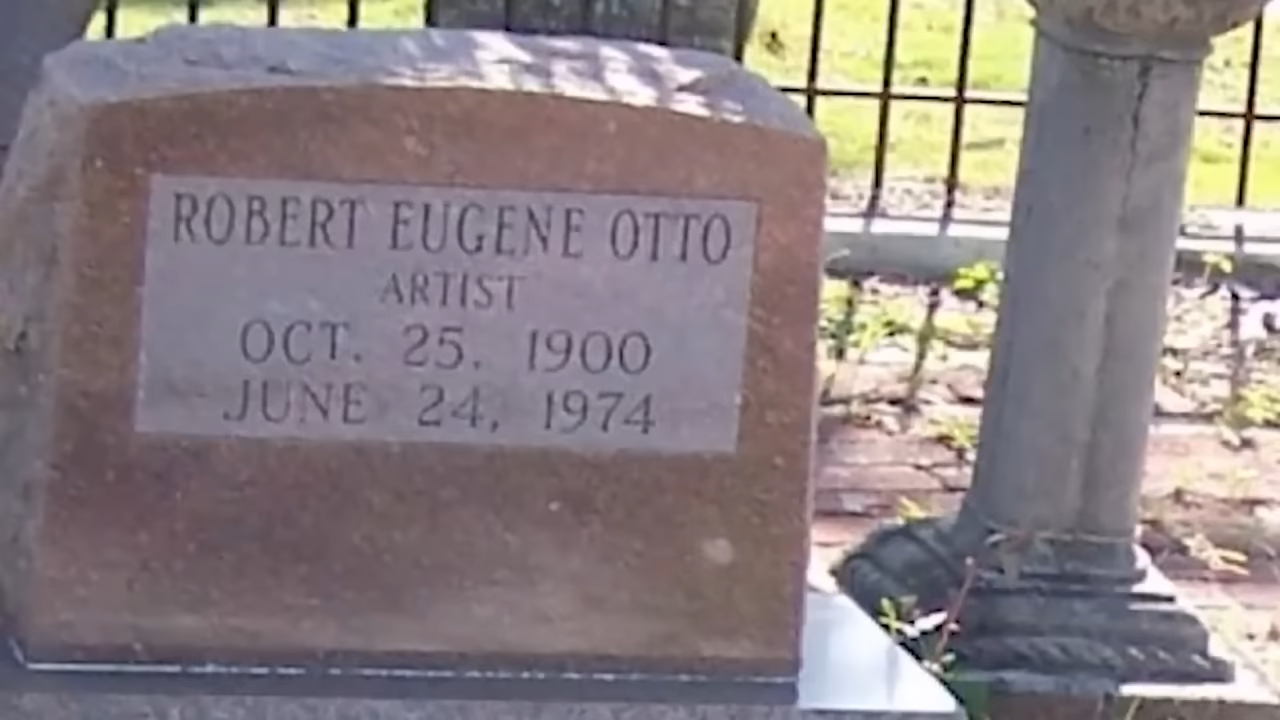 ROBERT EUGENE OTTO
ARTIST
OCT. 25, 1900
JUNE 24, 1974